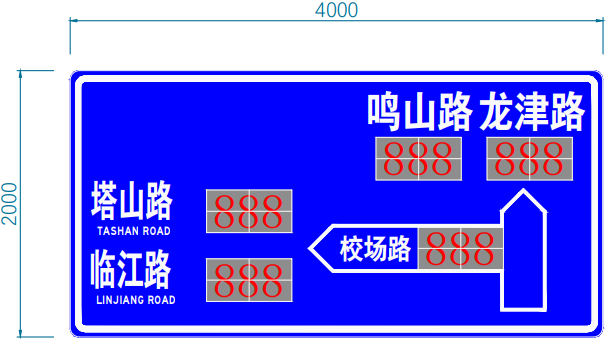 4000
2000
鸣山路 龙津路
888 888
塔山路 888
TASHAN ROAD
校场路 888
临江路 888
LINJIANG ROAD